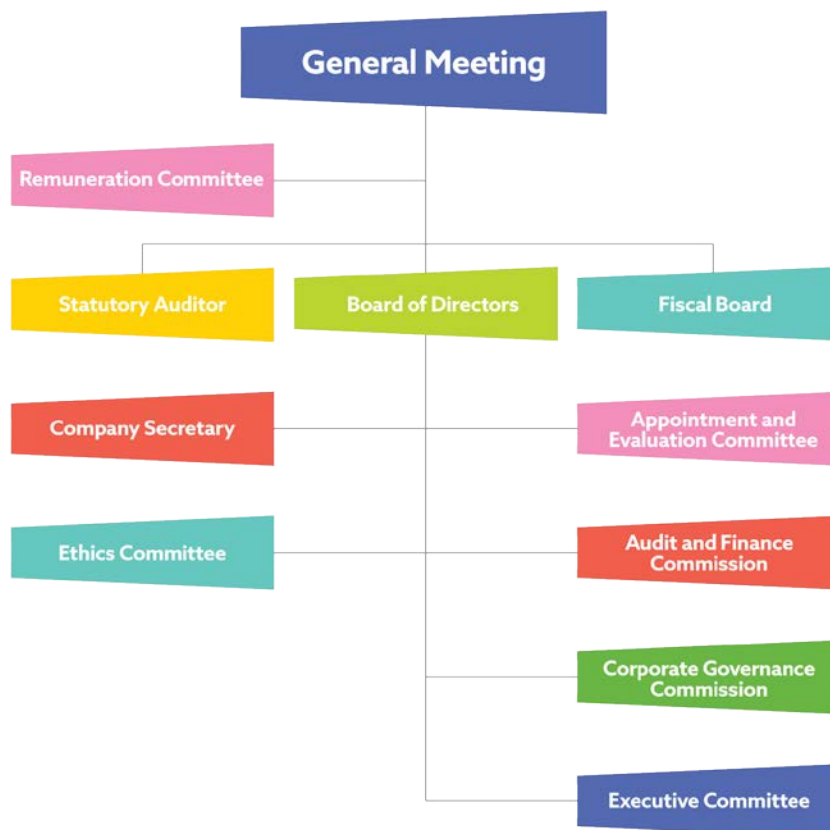 General Meeting
Remuneration Committee
Statutory Auditor
Board of Directors
Fiscal Board
Company Secretary
Appointment and
Evaluation Committee
Ethics Committee
Audit and Finance
Commission
Corporate Governance
Commission
Executive Committee